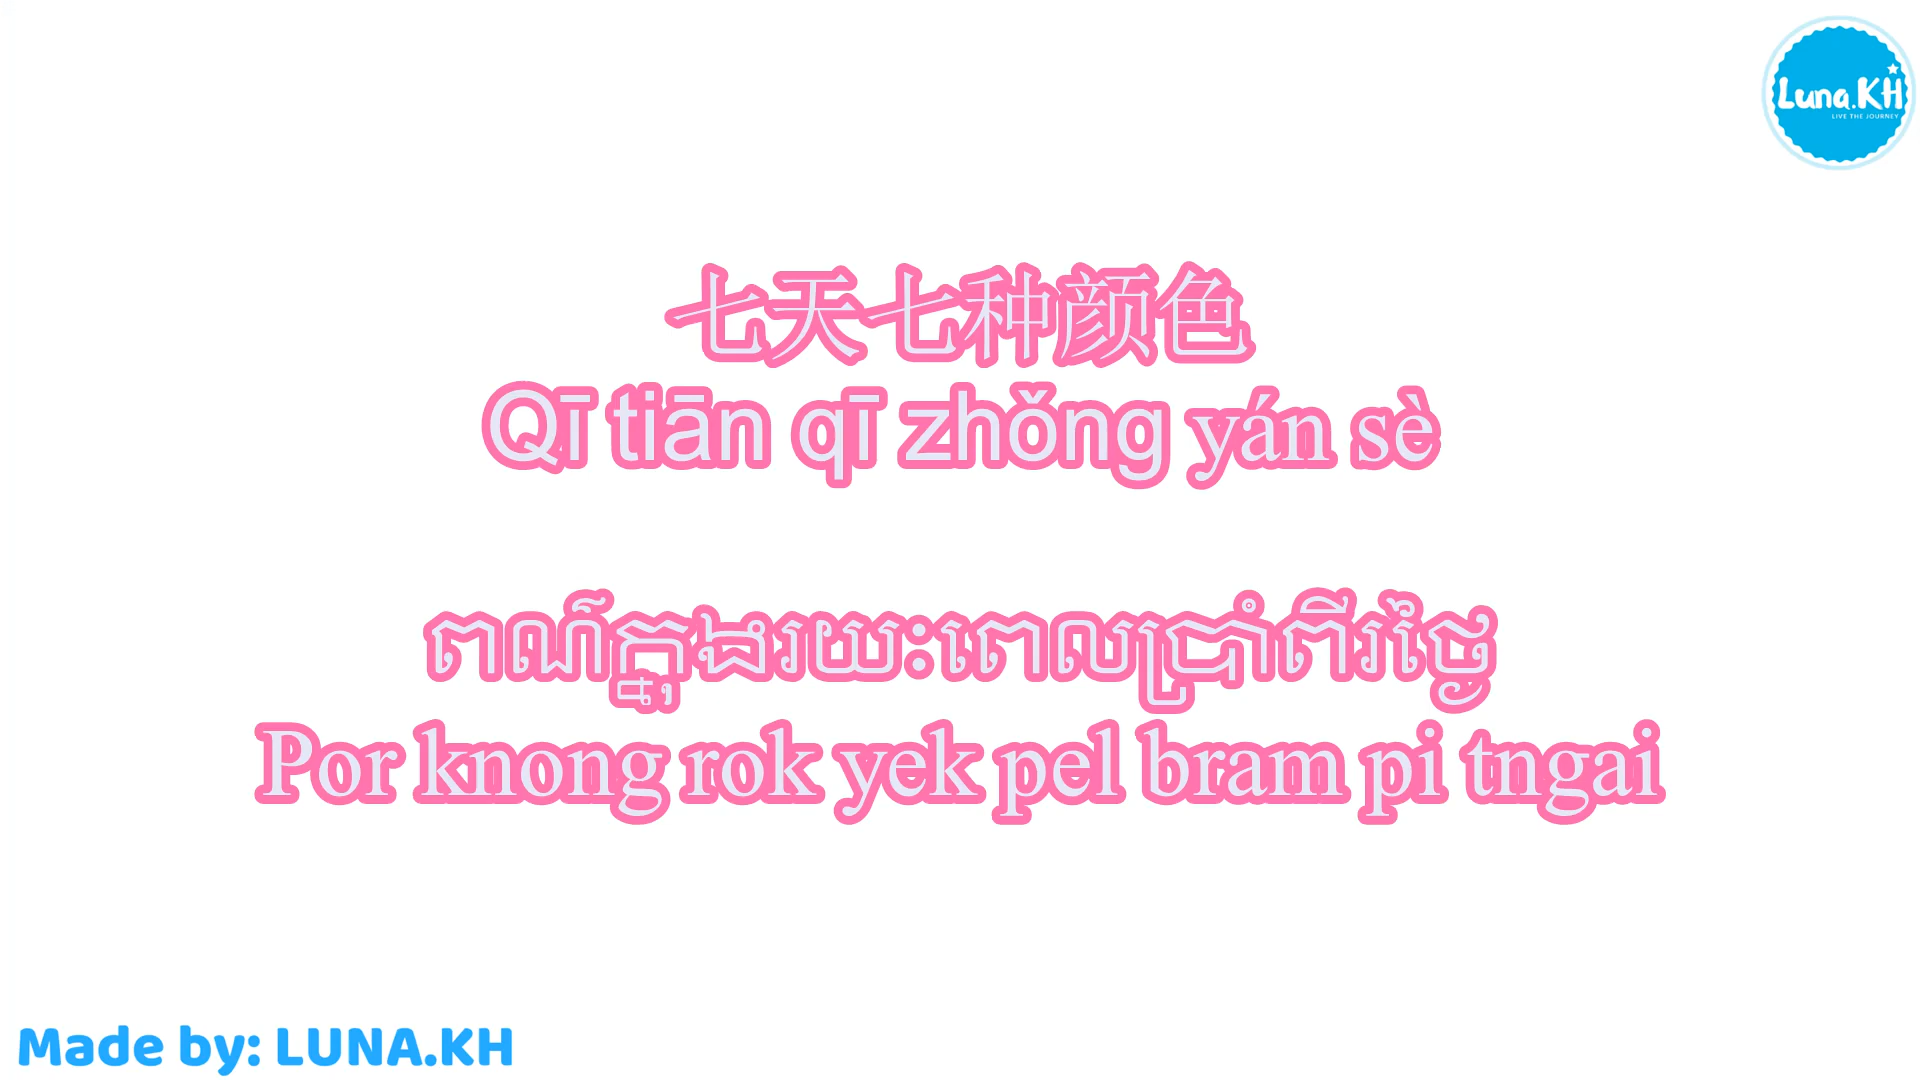 Luna.KH
LIVE THE JOURNEY
七天七种颜色
Qī tiān qī zhǒng yán sè
ពណ៌ក្នុងរយះពេលប្រាំពីរថ្ងៃ
Por knong rok yek pel bram pi tngai
Made by: LUNA.KH